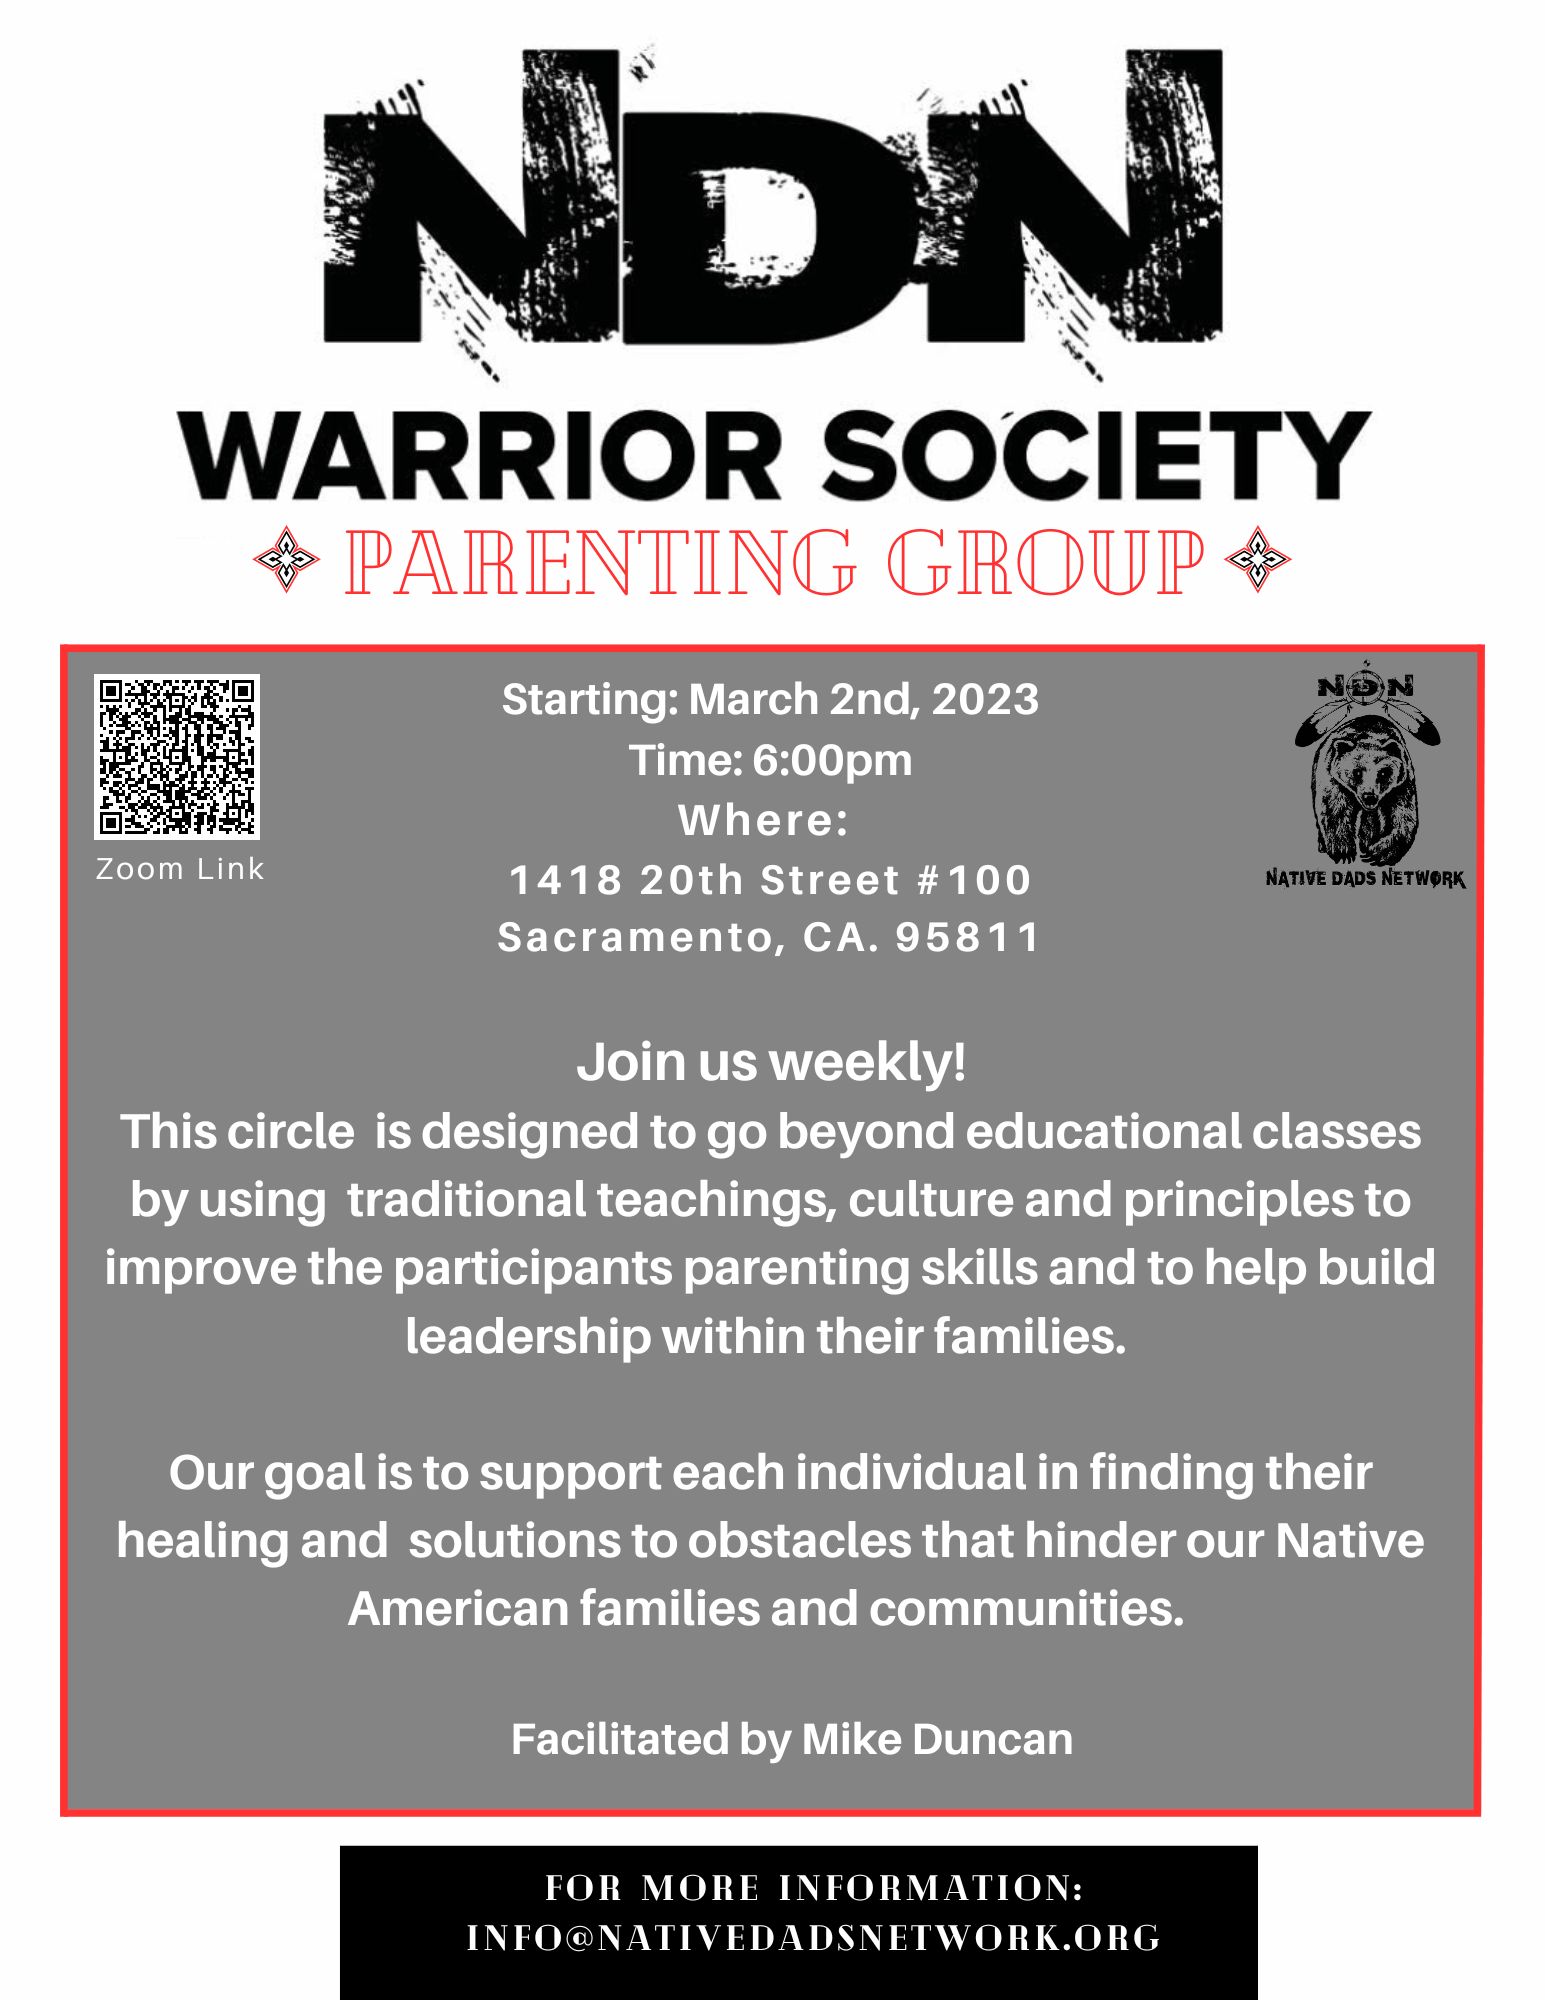 NDN
WARRIOR SOCIETY
PARENTING GROUP
Zoom Link
Starting: March 2nd, 2023
Time: 6:00pm
Where:
1418 20th Street #100
Sacramento, CA. 95811
NDN
NATIVE DADS NETWORK
Join us weekly!
This circle  is designed to go beyond educational classes
by using  traditional teachings, culture and principles to
improve the participants parenting skills and to help build
leadership within their families.
Our goal is to support each individual in finding their
healing and  solutions to obstacles that hinder our Native
American families and communities.
Facilitated by Mike Duncan
FOR MORE INFORMATION:
INFO@NATIVEDADSNETWORK.ORG